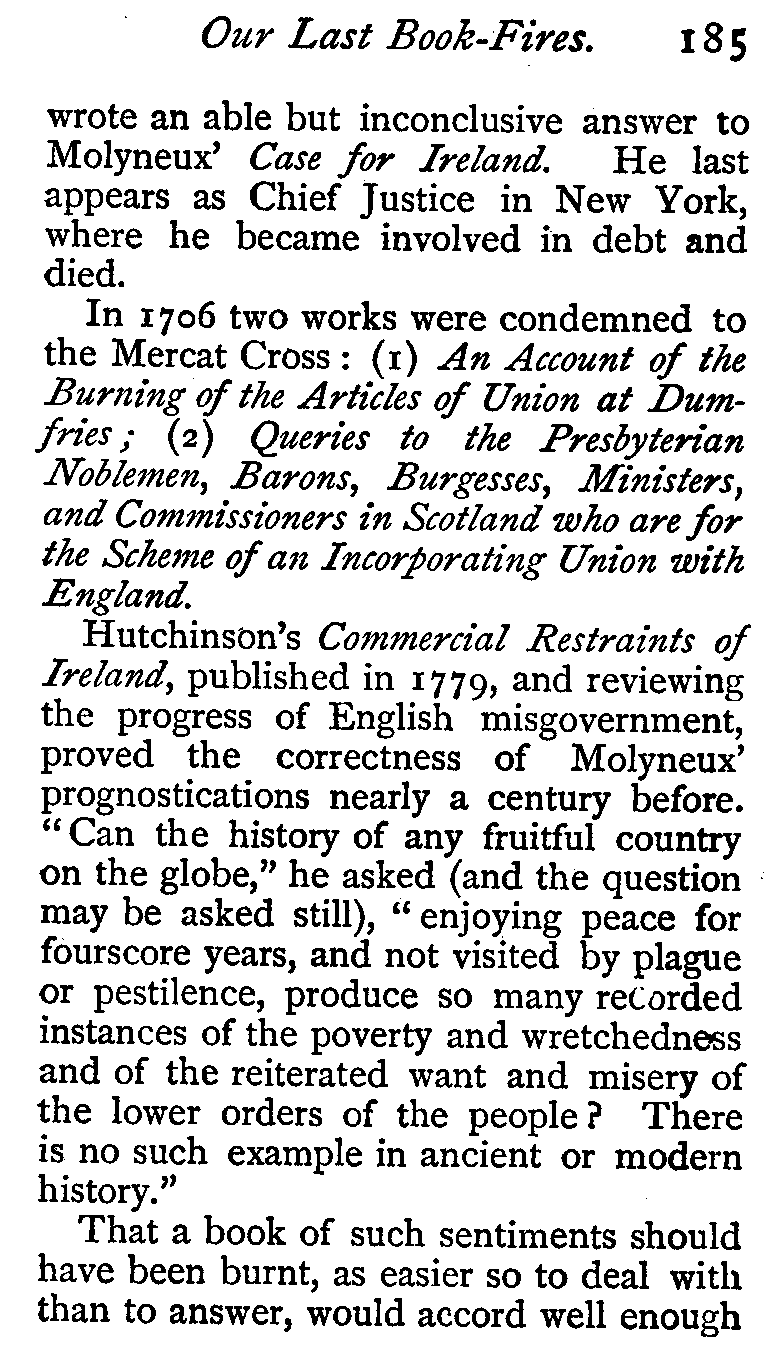 Our Last Book-Fires. 185
wrote an able but inconclusive answer to
Molyneux' Case for Ireland. He last
appears as Chief Justice in New York,
where he became involved in debt and
died.
In 1706 two works were condemned to
the Mercat Cross : (1) An Account of the
Burning of the Articles of Union at Dum-
fries ; (2) Queries to the Presbyterian
Noblemen, Barons, Burgesses, Ministers,
and Commissioners in Scotland who are for
the Scheme of an Incorporating Union with
England.
Hutchinson's Commercial Restraints of
Ireland, published in 1779, and reviewing
the progress of English misgovernment,
proved the correctness of Molyneux'
prognostications nearly a century before.
“Can the history of any fruitful country
on the globe,” he asked (and the question
may be asked still), “enjoying peace for
fourscore years, and not visited by plague
or pestilence, produce so many recorded
instances of the poverty and wretchedness
and of the reiterated want and misery of
the lower orders of the people? There
is no such example in ancient or modern
history.”
That a book of such sentiments should
have been burnt, as easier so to deal with
than to answer, would accord well enough